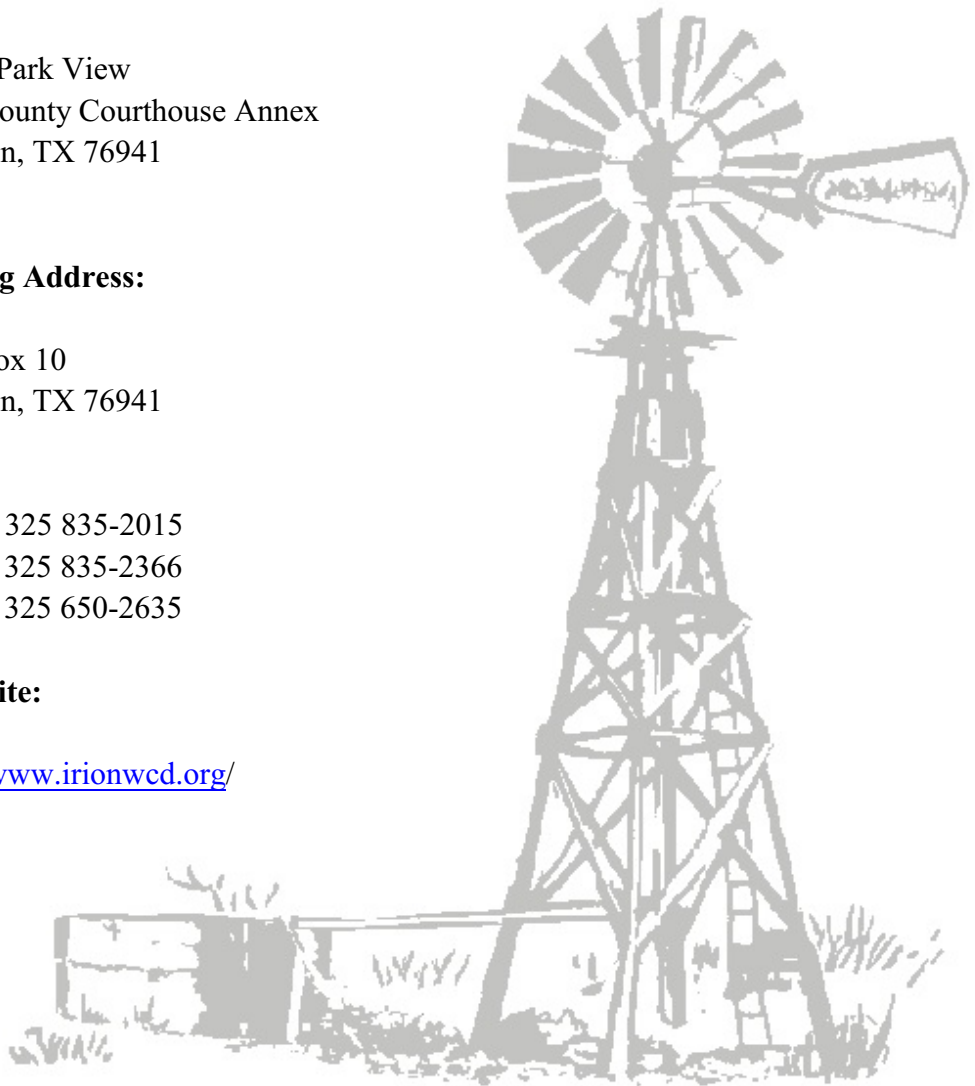 Park View
ounty Courthouse Annex
n, TX 76941
g Address:
ox 10
n, TX 76941
325 835-2015
325 835-2366
325 650-2635
ite:
www.irionwcd.org/